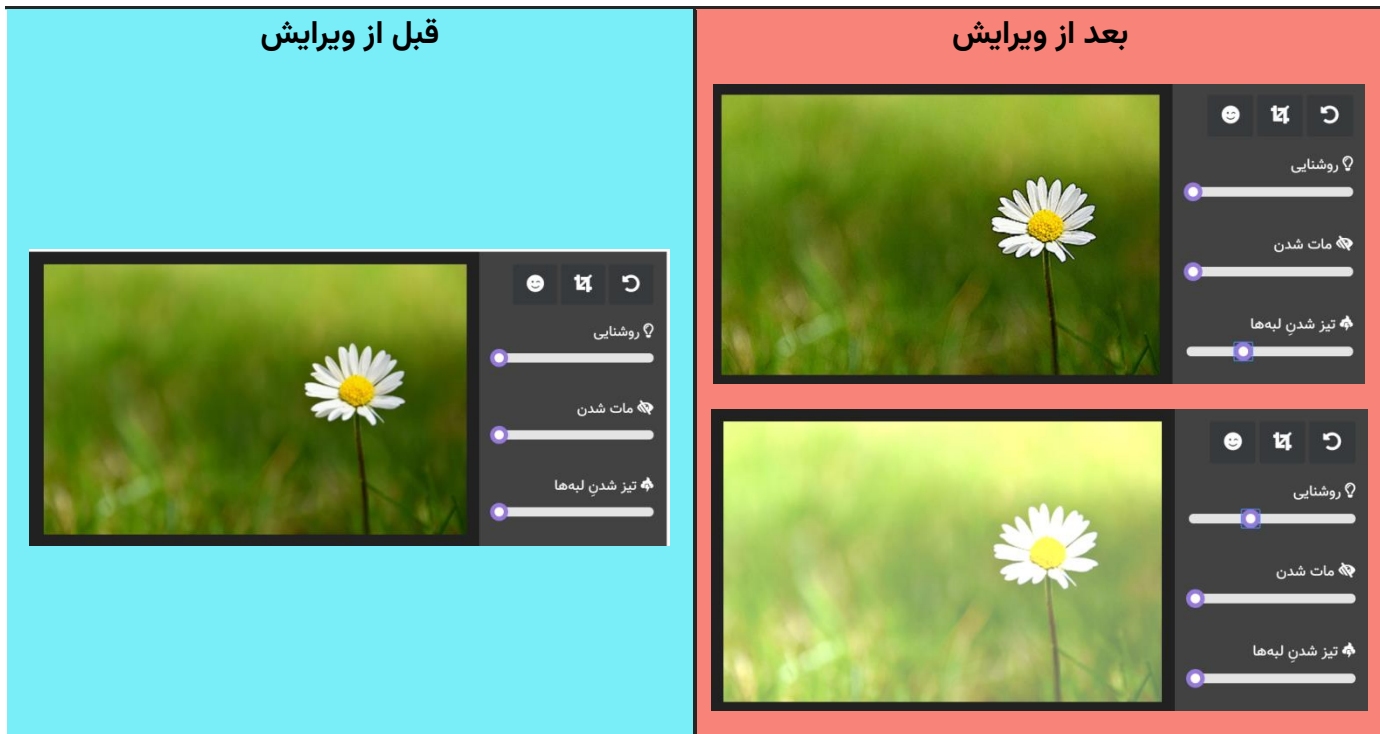 قبل از ویرایش
روشنایی
مات شدن
تیز شدنِ لبه‌ها
بعد از ویرایش
روشنایی
مات شدن
تیز شدنِ لبه‌ها
روشنایی
مات شدن
تیز شدنِ لبه‌ها